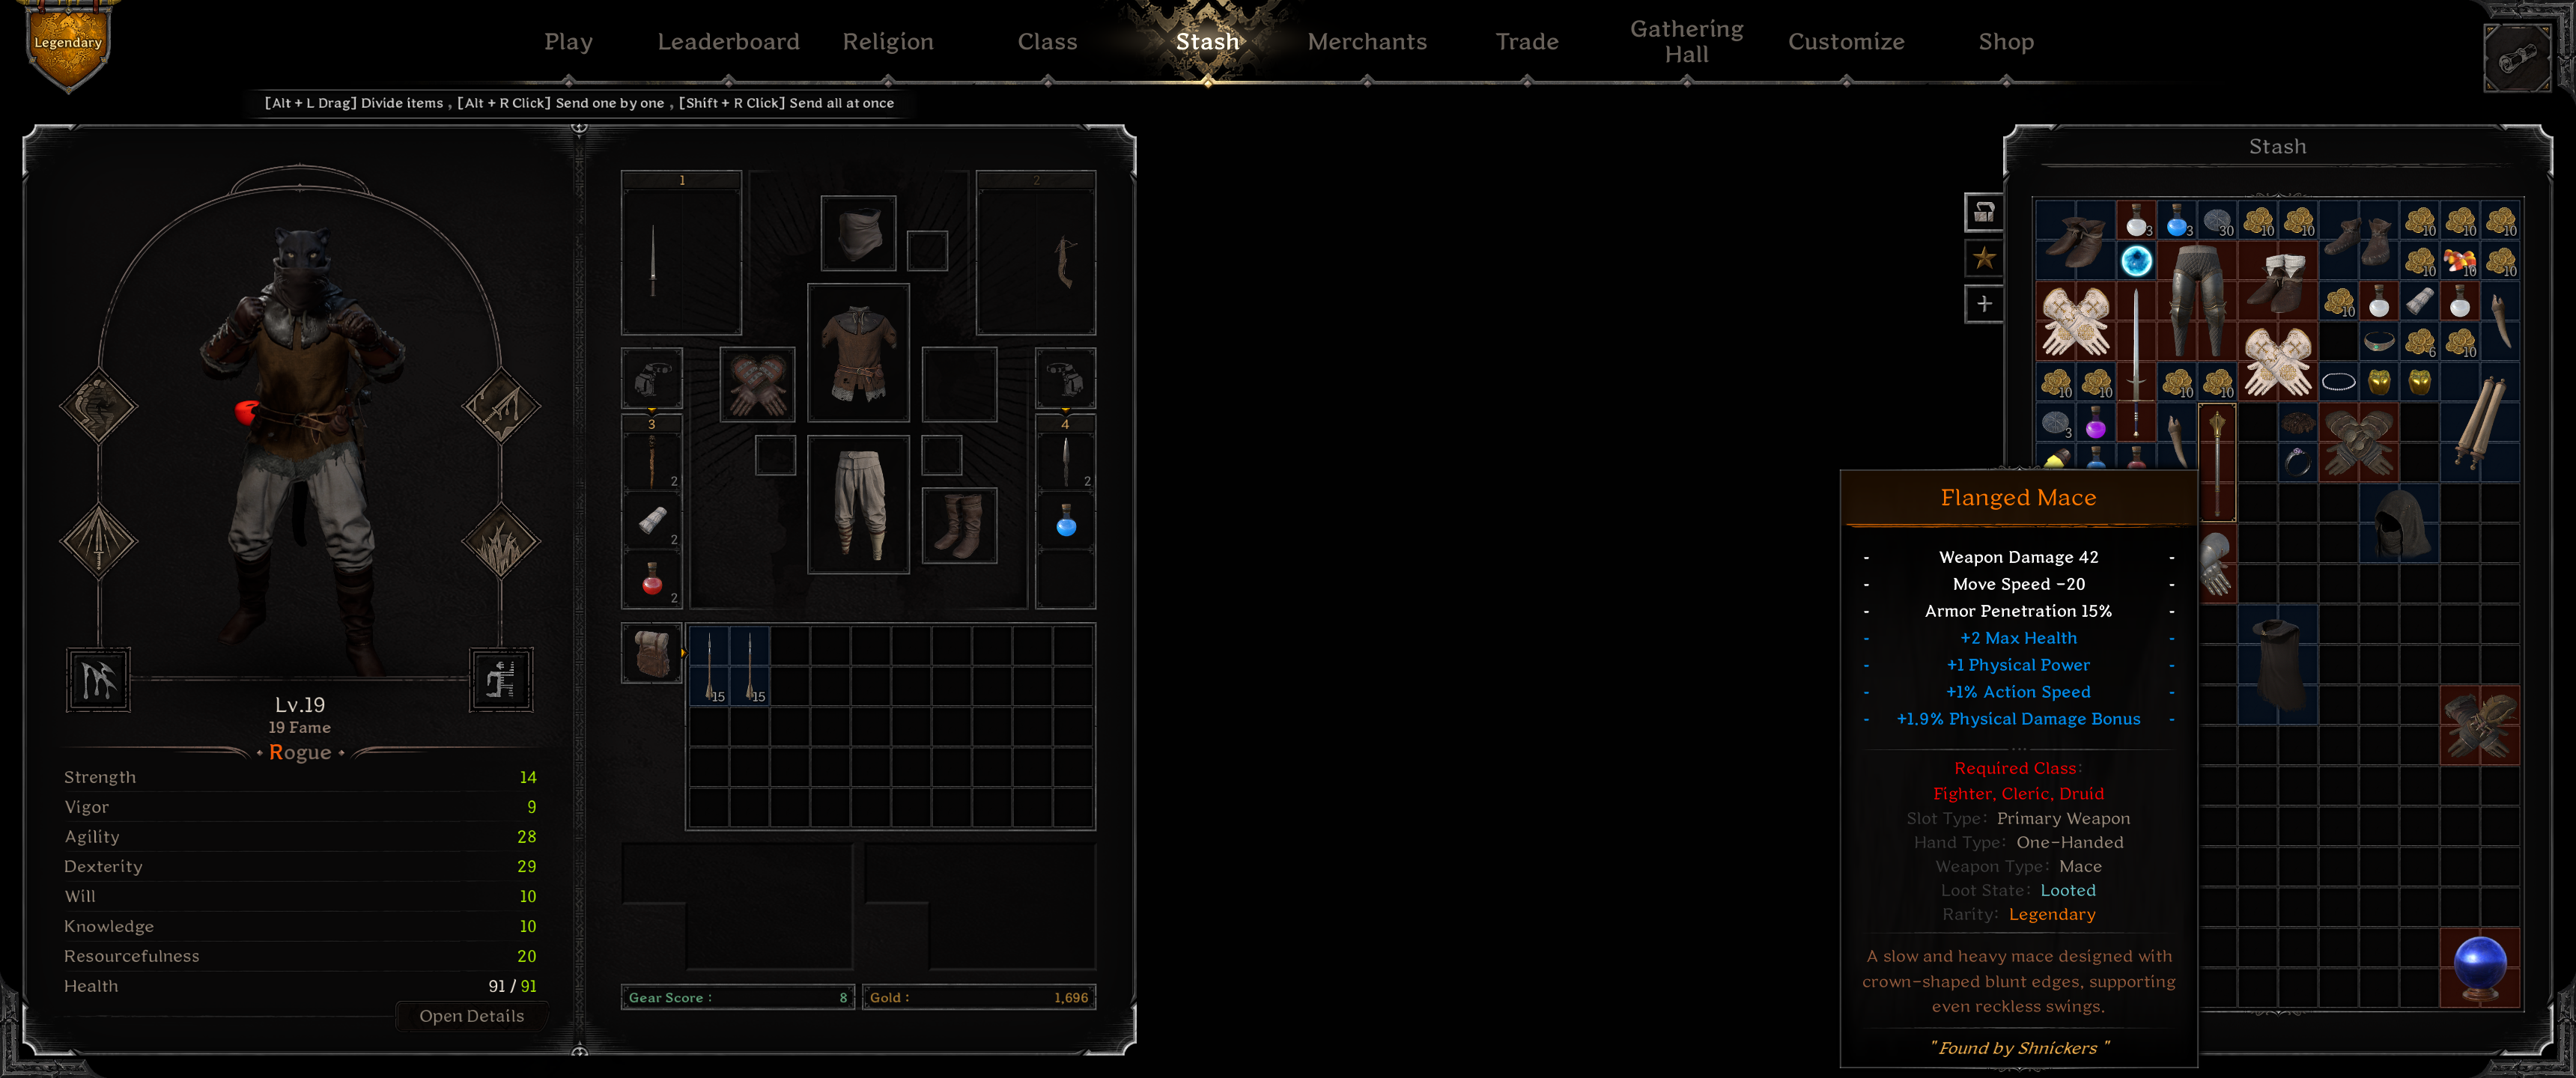 Legendary
Play
Leaderboard
Religion
Class
Stash
Merchants
Trade
Gathering
Hall
Customize
Shop
[Alt + L Drag] Divide items , [Alt + R Click] Send one by one , [Shift + R Click] Send all at once
Lv.19
19 Fame
Rogue
Strength 14
Vigor 9
Agility 28
Dexterity 29
Will 10
Knowledge 10
Resourcefulness 20
Health 91 / 91
Open Details
1
2
3
4
2
2
2
2
15
15
Gear Score : 8
Gold : 1,696
Stash
3
3
30
10
10
10
10
10
10
10
10
10
6
10
10
10
10
10
3
Flanged Mace
- Weapon Damage 42 -
- Move Speed -20 -
- Armor Penetration 15% -
- +2 Max Health -
- +1 Physical Power -
- +1% Action Speed -
- +1.9% Physical Damage Bonus -
Required Class:
Fighter, Cleric, Druid
Slot Type: Primary Weapon
Hand Type: One-Handed
Weapon Type: Mace
Loot State: Looted
Rarity: Legendary
A slow and heavy mace designed with
crown-shaped blunt edges, supporting
even reckless swings.
"Found by Shnickers"